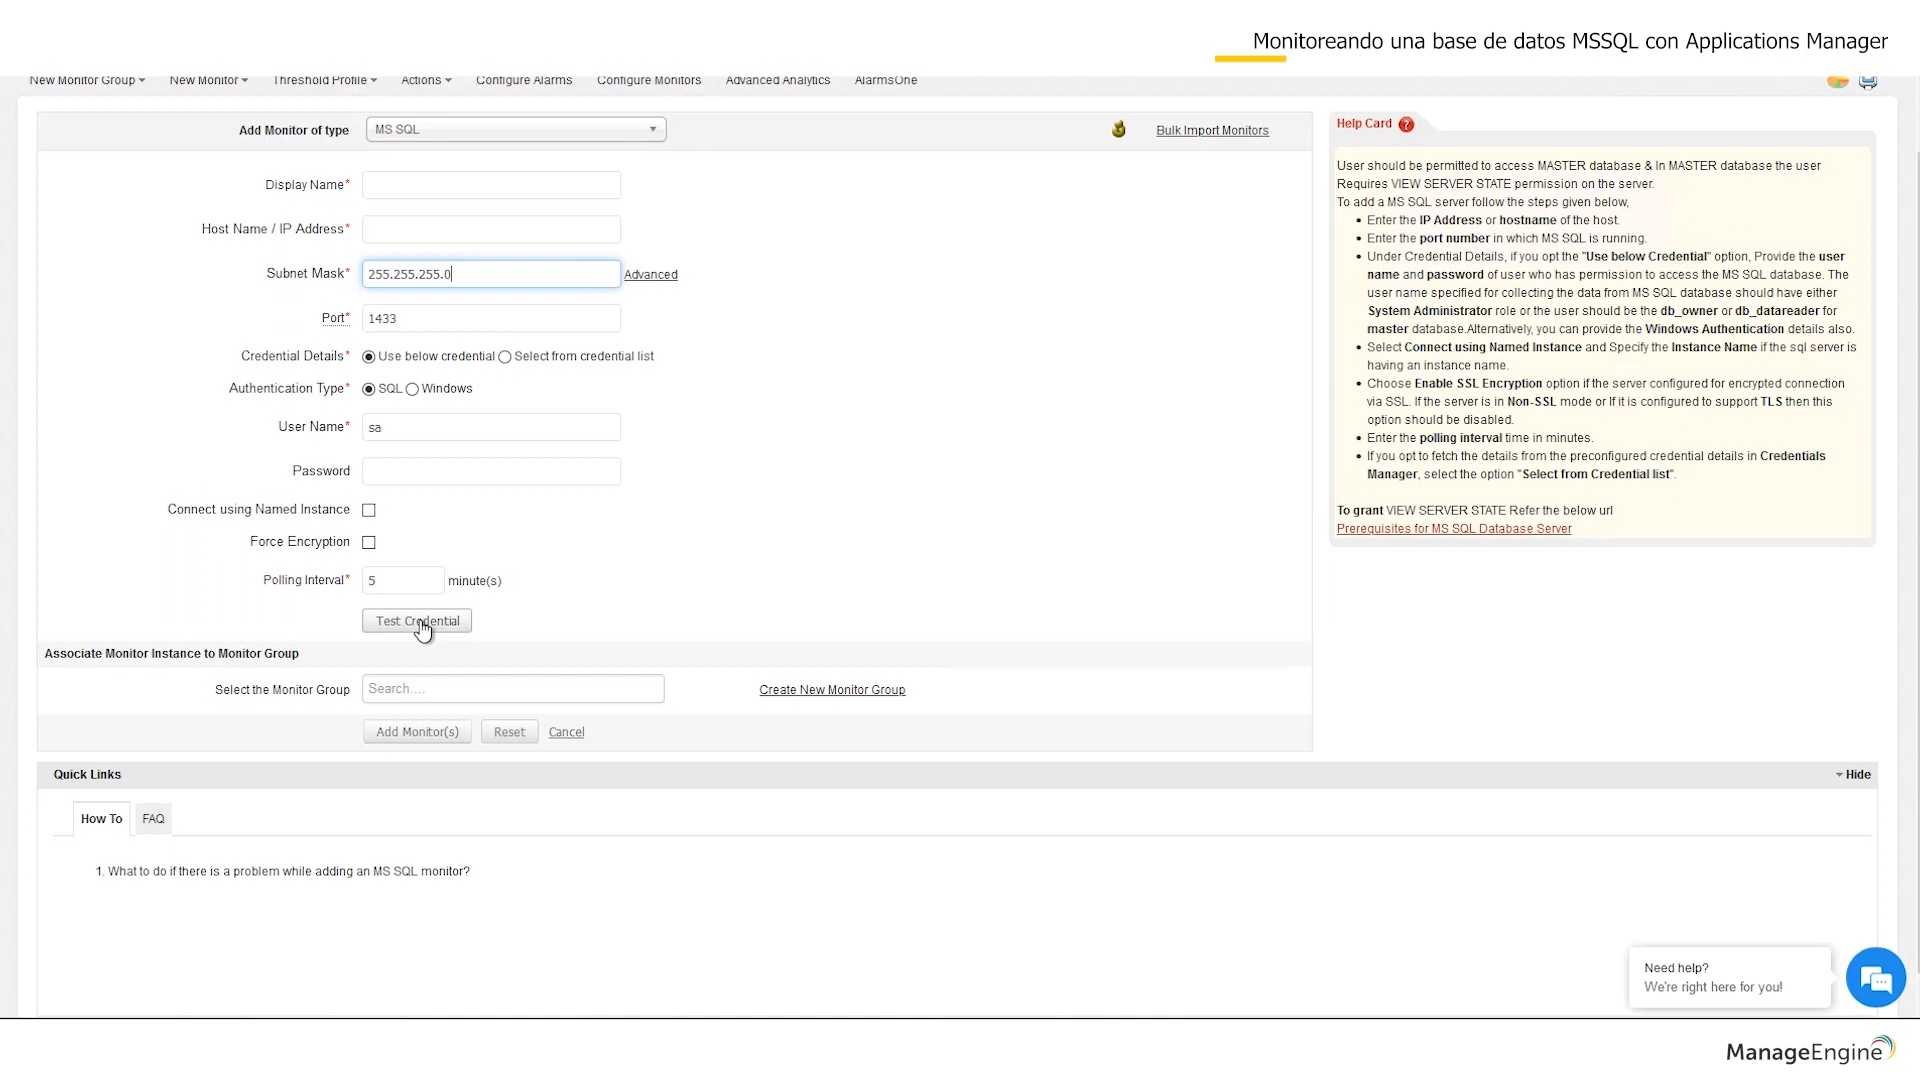 Monitoreando una base de datos MSSQL con Applications Manager
New Monitor Group New Monitor Threshold Profile Actions Configure Alarms Configure Monitors Advanced Analytics AlarmsOne
Add Monitor of type MS SQL Bulk Import Monitors
Display Name*
Host Name / IP Address*
Subnet Mask* 255.255.255.0 Advanced
Port* 1433
Credential Details* Use below credential Select from credential list
Authentication Type* SQL Windows
User Name* sa
Password
Connect using Named Instance
Force Encryption
Polling Interval* 5 minute(s)
Test Credential
Associate Monitor Instance to Monitor Group
Select the Monitor Group Search.... Create New Monitor Group
Add Monitor(s) Reset Cancel
Help Card ?
User should be permitted to access MASTER database & In MASTER database the user
Requires VIEW SERVER STATE permission on the server.
To add a MS SQL server follow the steps given below,
• Enter the IP Address or hostname of the host.
• Enter the port number in which MS SQL is running.
• Under Credential Details, if you opt the "Use below Credential" option, Provide the user
name and password of user who has permission to access the MS SQL database. The
user name specified for collecting the data from MS SQL database should have either
System Administrator role or the user should be the db_owner or db_datareader for
master database.Alternatively, you can provide the Windows Authentication details also.
• Select Connect using Named Instance and Specify the Instance Name if the sql server is
having an instance name.
• Choose Enable SSL Encryption option if the server configured for encrypted connection
via SSL. If the server is in Non-SSL mode or If it is configured to support TLS then this
option should be disabled.
• Enter the polling interval time in minutes.
• If you opt to fetch the details from the preconfigured credential details in Credentials
Manager, select the option "Select from Credential list".
To grant VIEW SERVER STATE Refer the below url
Prerequisites for MS SQL Database Server
Quick Links Hide
How To FAQ
1. What to do if there is a problem while adding an MS SQL monitor?
Need help?
We're right here for you!
ManageEngine